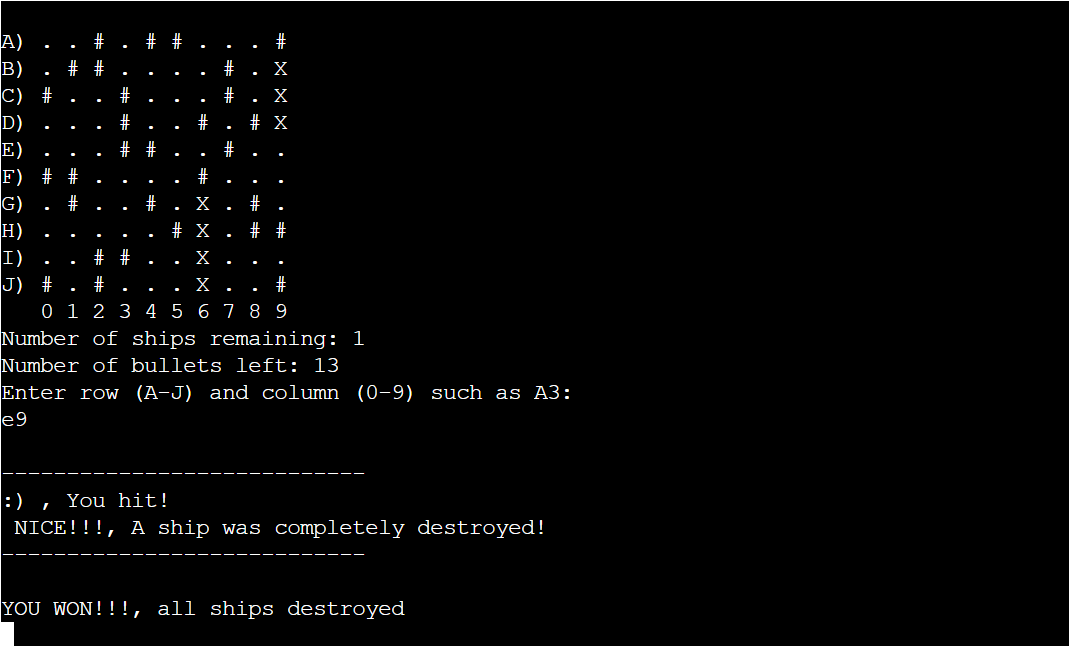 A) . . # . # # . . . #
B) . # # . . . . # . X
C) # . . # . . . # . X
D) . . . # . . # . # X
E) . . . # # . . # . .
F) # # . . . . # . . .
G) . # . . # . X . # .
H) . . . . . # X . # #
I) . . # # . . X . . .
J) # . # . . . X . . #
0 1 2 3 4 5 6 7 8 9
Number of ships remaining: 1
Number of bullets left: 13
Enter row (A-J) and column (0-9) such as A3:
e9
----------------------------
:) , You hit!
NICE!!!, A ship was completely destroyed!
----------------------------
YOU WON!!!, all ships destroyed